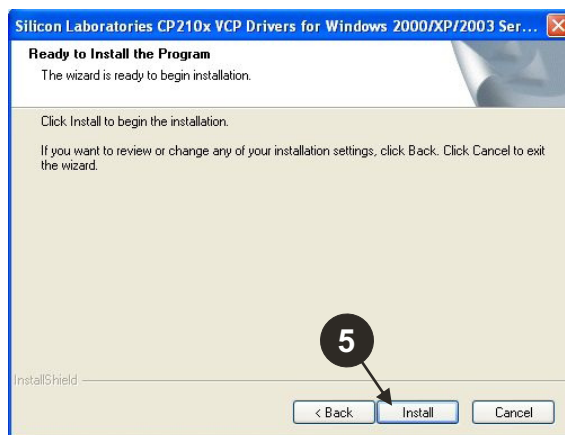 Silicon Laboratories CP210x VCP Drivers for Windows 2000/XP/2003 Ser...
Ready to Install the Program
The wizard is ready to begin installation.
Click Install to begin the installation.
If you want to review or change any of your installation settings, click Back. Click Cancel to exit
the wizard.
5
InstallShield
< Back
Install
Cancel